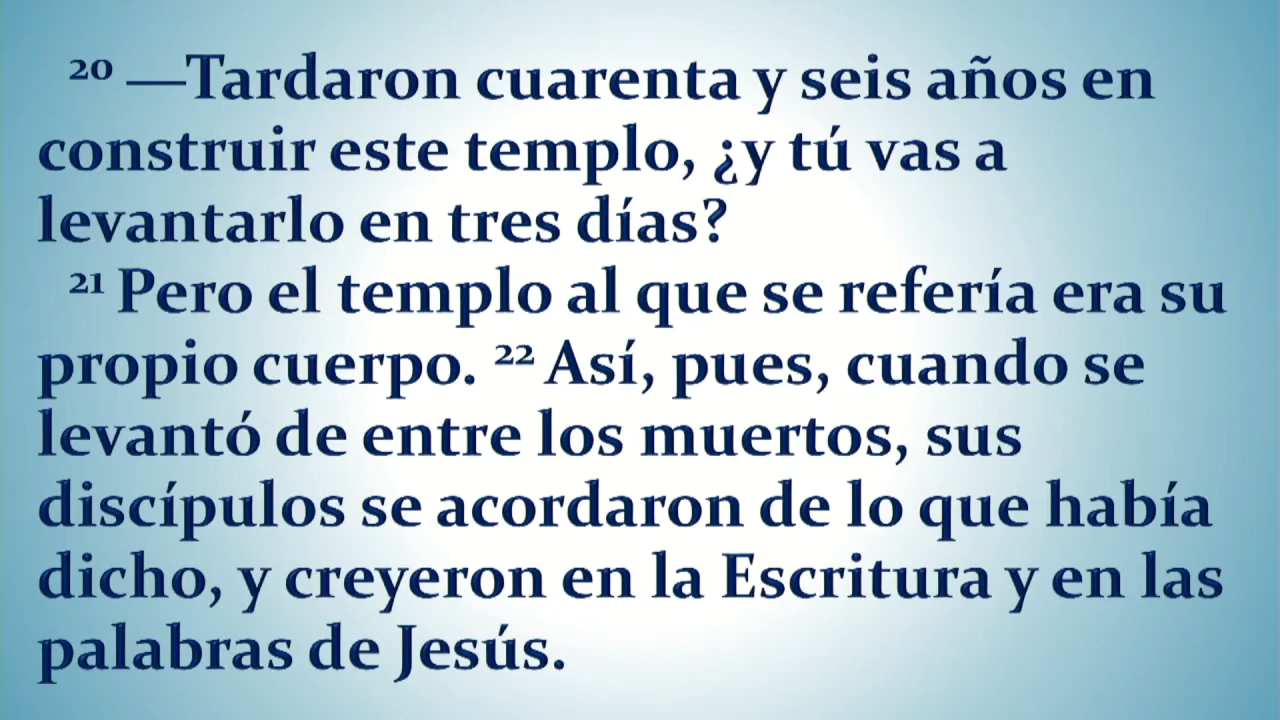 20 —Tardaron cuarenta y seis años en
construir este templo, ¿y tú vas a
levantarlo en tres días?
21 Pero el templo al que se refería era su
propio cuerpo. 22 Así, pues, cuando se
levantó de entre los muertos, sus
discípulos se acordaron de lo que había
dicho, y creyeron en la Escritura y en las
palabras de Jesús.